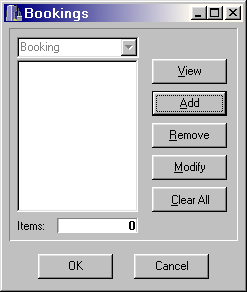 Bookings
Booking
View
Add
Remove
Modify
Clear All
Items: 0
OK Cancel